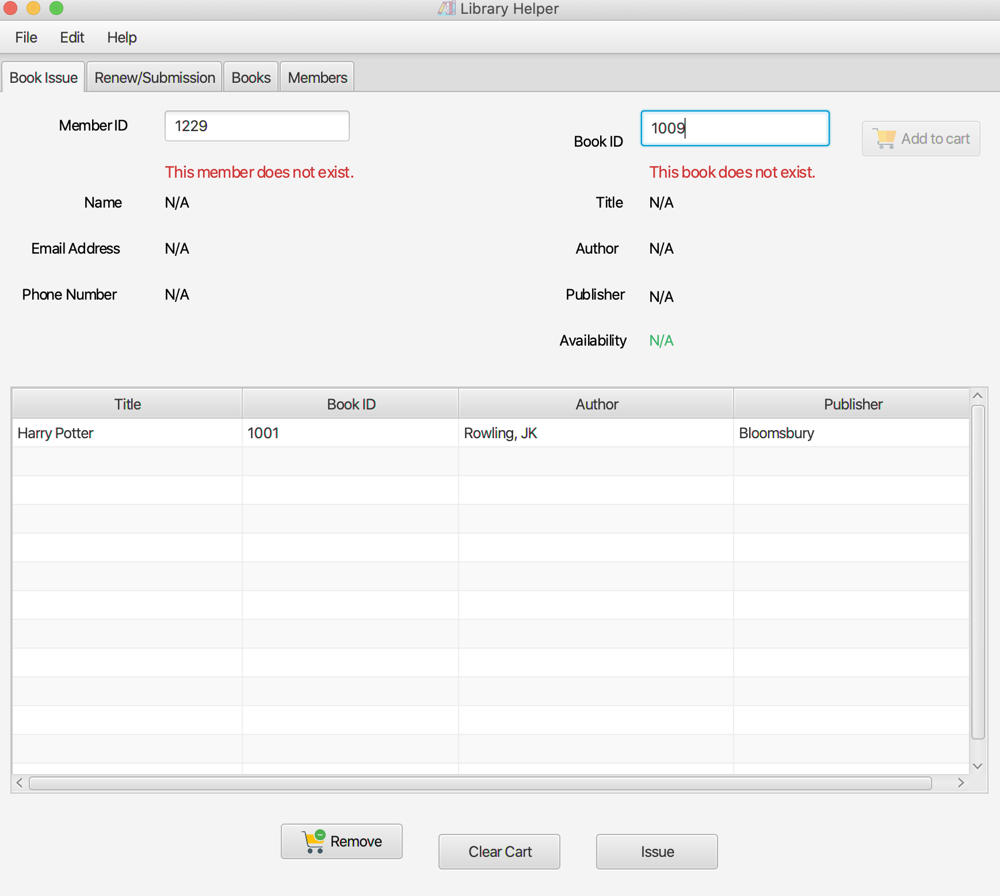 Library Helper
File Edit Help
Book Issue Renew/Submission Books Members
Member ID 1229
Book ID 1009 Add to cart
This member does not exist. This book does not exist.
Name N/A Title N/A
Email Address N/A Author N/A
Phone Number N/A Publisher N/A
Availability N/A
Title Book ID Author Publisher
Harry Potter 1001 Rowling, JK Bloomsbury
Remove Clear Cart Issue